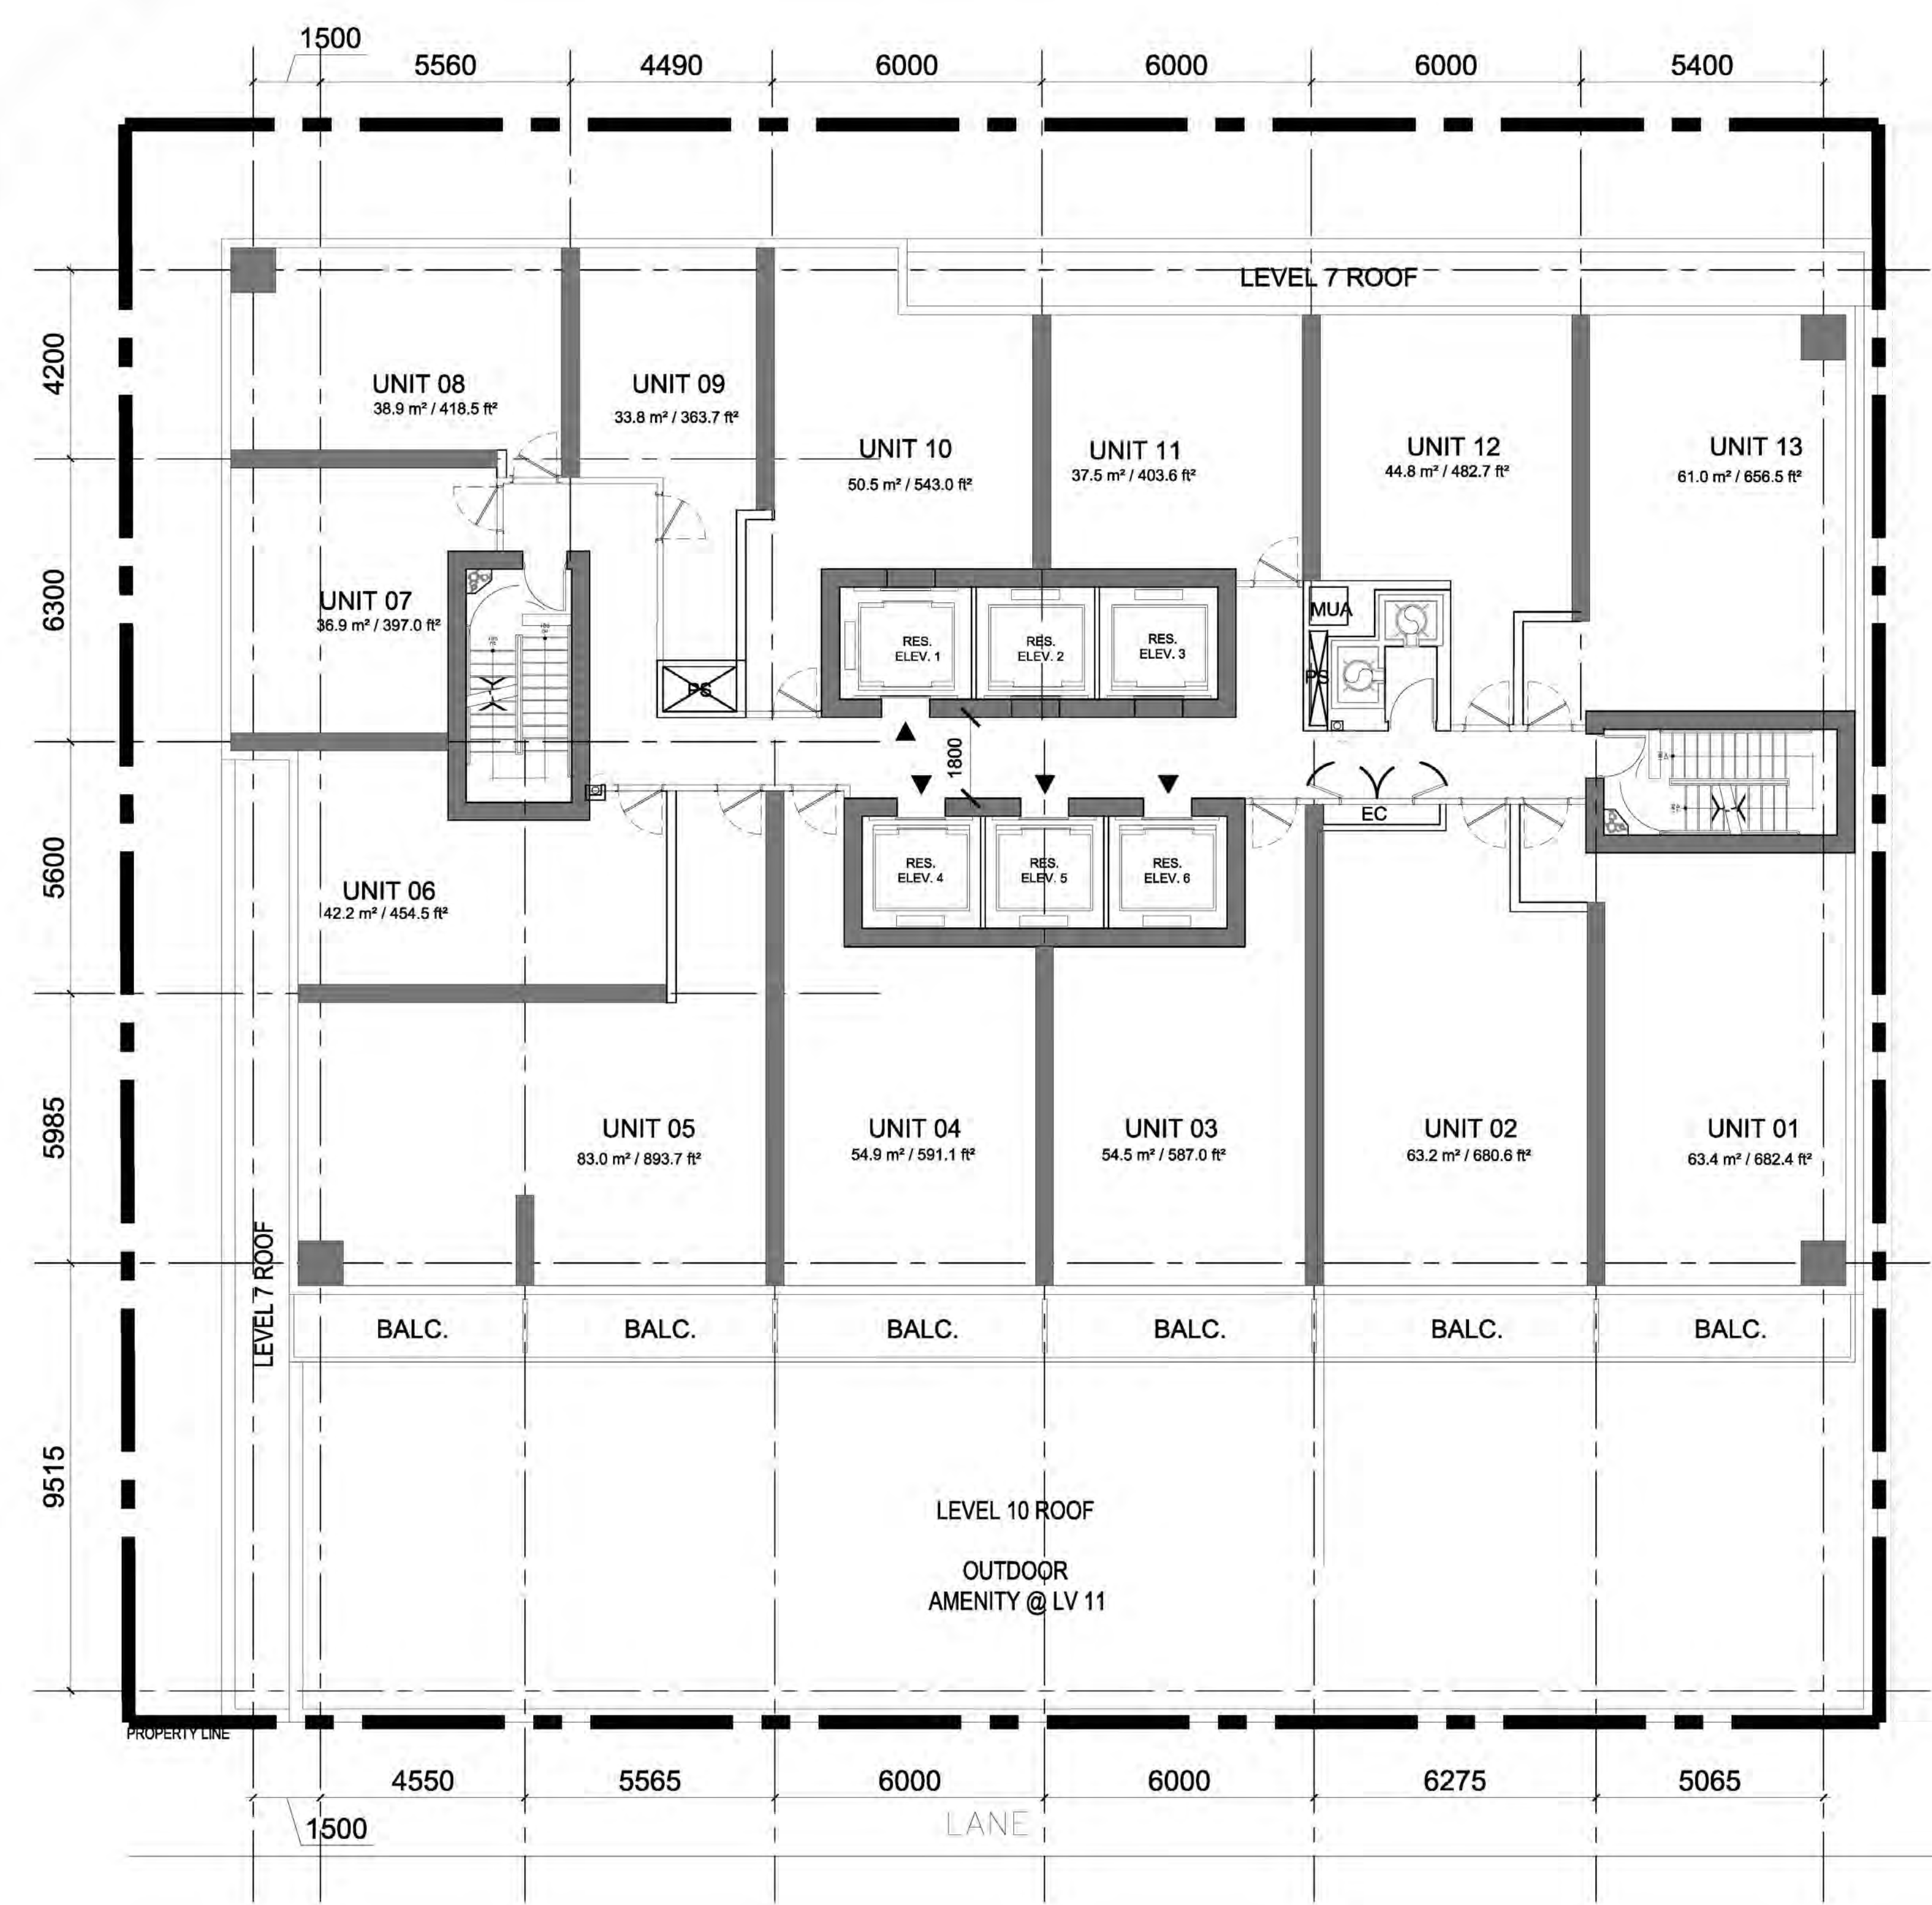 1500
5560
4490
6000
6000
6000
5400
LEVEL 7 ROOF
4200
6300
5600
5985
9515
UNIT 08
38.9 m² / 418.5 ft²
UNIT 09
33.8 m² / 363.7 ft²
UNIT 10
50.5 m² / 543.0 ft²
UNIT 11
37.5 m² / 403.6 ft²
UNIT 12
44.8 m² / 482.7 ft²
UNIT 13
61.0 m² / 656.5 ft²
UNIT 07
36.9 m² / 397.0 ft²
RES.
ELEV. 1
RES.
ELEV. 2
RES.
ELEV. 3
MUA
PS
PS
1800
EC
RES.
ELEV. 4
RES.
ELEV. 5
RES.
ELEV. 6
UNIT 06
42.2 m² / 454.5 ft²
UNIT 05
83.0 m² / 893.7 ft²
UNIT 04
54.9 m² / 591.1 ft²
UNIT 03
54.5 m² / 587.0 ft²
UNIT 02
63.2 m² / 680.6 ft²
UNIT 01
63.4 m² / 682.4 ft²
LEVEL 7 ROOF
BALC.
BALC.
BALC.
BALC.
BALC.
BALC.
LEVEL 10 ROOF
OUTDOOR
AMENITY @ LV 11
PROPERTY LINE
4550
5565
6000
6000
6275
5065
1500
LANE